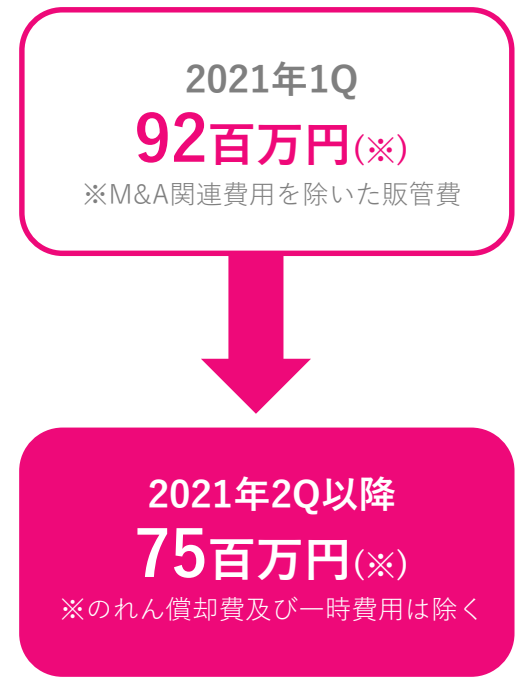 2021年1Q
92百万円(※)
※M&A関連費用を除いた販管費
2021年2Q以降
75百万円(※)
※のれん償却費及び一時費用は除く